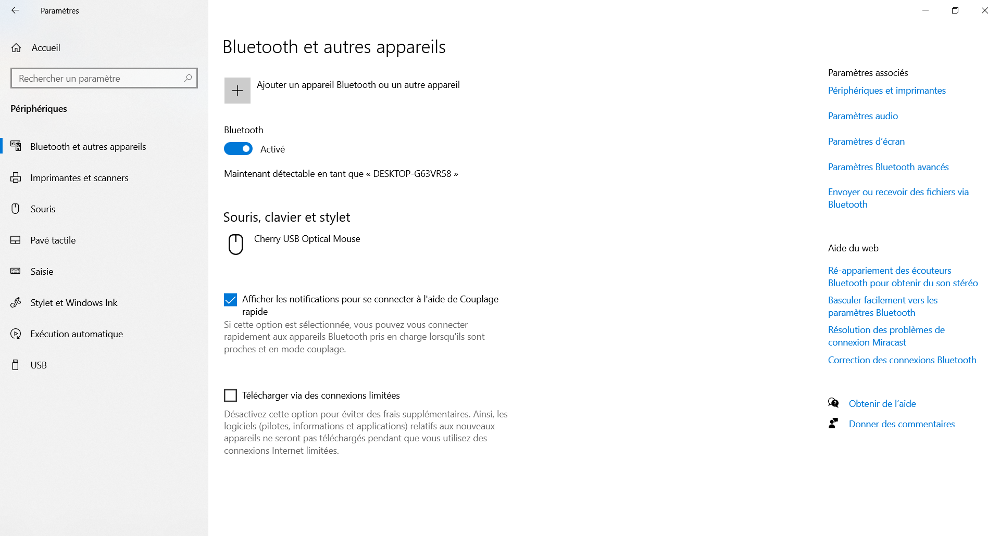 Paramètres
Accueil
Rechercher un paramètre
Périphériques
Bluetooth et autres appareils
Imprimantes et scanners
Souris
Pavé tactile
Saisie
Stylet et Windows Ink
Exécution automatique
USB
Bluetooth et autres appareils
Ajouter un appareil Bluetooth ou un autre appareil
Bluetooth
Activé
Maintenant détectable en tant que « DESKTOP-G63VR58 »
Souris, clavier et stylet
Cherry USB Optical Mouse
Afficher les notifications pour se connecter à l'aide de Couplage
rapide
Si cette option est sélectionnée, vous pouvez vous connecter
rapidement aux appareils Bluetooth pris en charge lorsqu'ils sont
proches et en mode couplage.
Télécharger via des connexions limitées
Désactivez cette option pour éviter des frais supplémentaires. Ainsi, les
logiciels (pilotes, informations et applications) relatifs aux nouveaux
appareils ne seront pas téléchargés pendant que vous utilisez des
connexions Internet limitées.
Paramètres associés
Périphériques et imprimantes
Paramètres audio
Paramètres d’écran
Paramètres Bluetooth avancés
Envoyer ou recevoir des fichiers via
Bluetooth
Aide du web
Ré-appariement des écouteurs
Bluetooth pour obtenir du son stéréo
Basculer facilement vers les
paramètres Bluetooth
Résolution des problèmes de
connexion Miracast
Correction des connexions Bluetooth
Obtenir de l’aide
Donner des commentaires